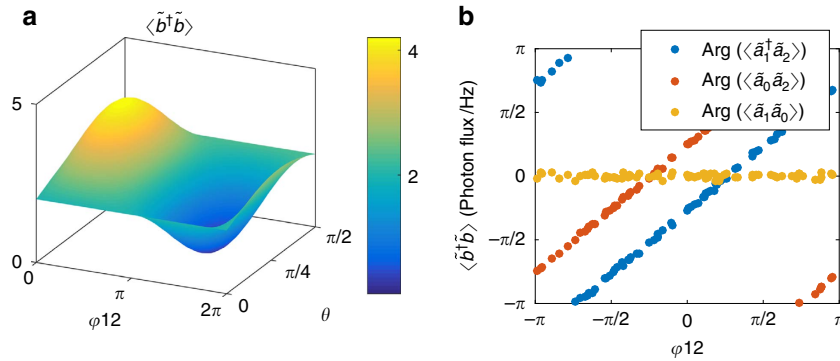 a
⟨b̃†b̃⟩
5
0
0
π
2π
φ12
0
π/4
π/2
θ
4
2
b
Arg (⟨ã₁†ã₂⟩)
Arg (⟨ã₀ã₂⟩)
Arg (⟨ã₁ã₀⟩)
⟨b̃†b̃⟩ (Photon flux/Hz)
π
π/2
0
−π/2
−π
−π
−π/2
0
π/2
π
φ12